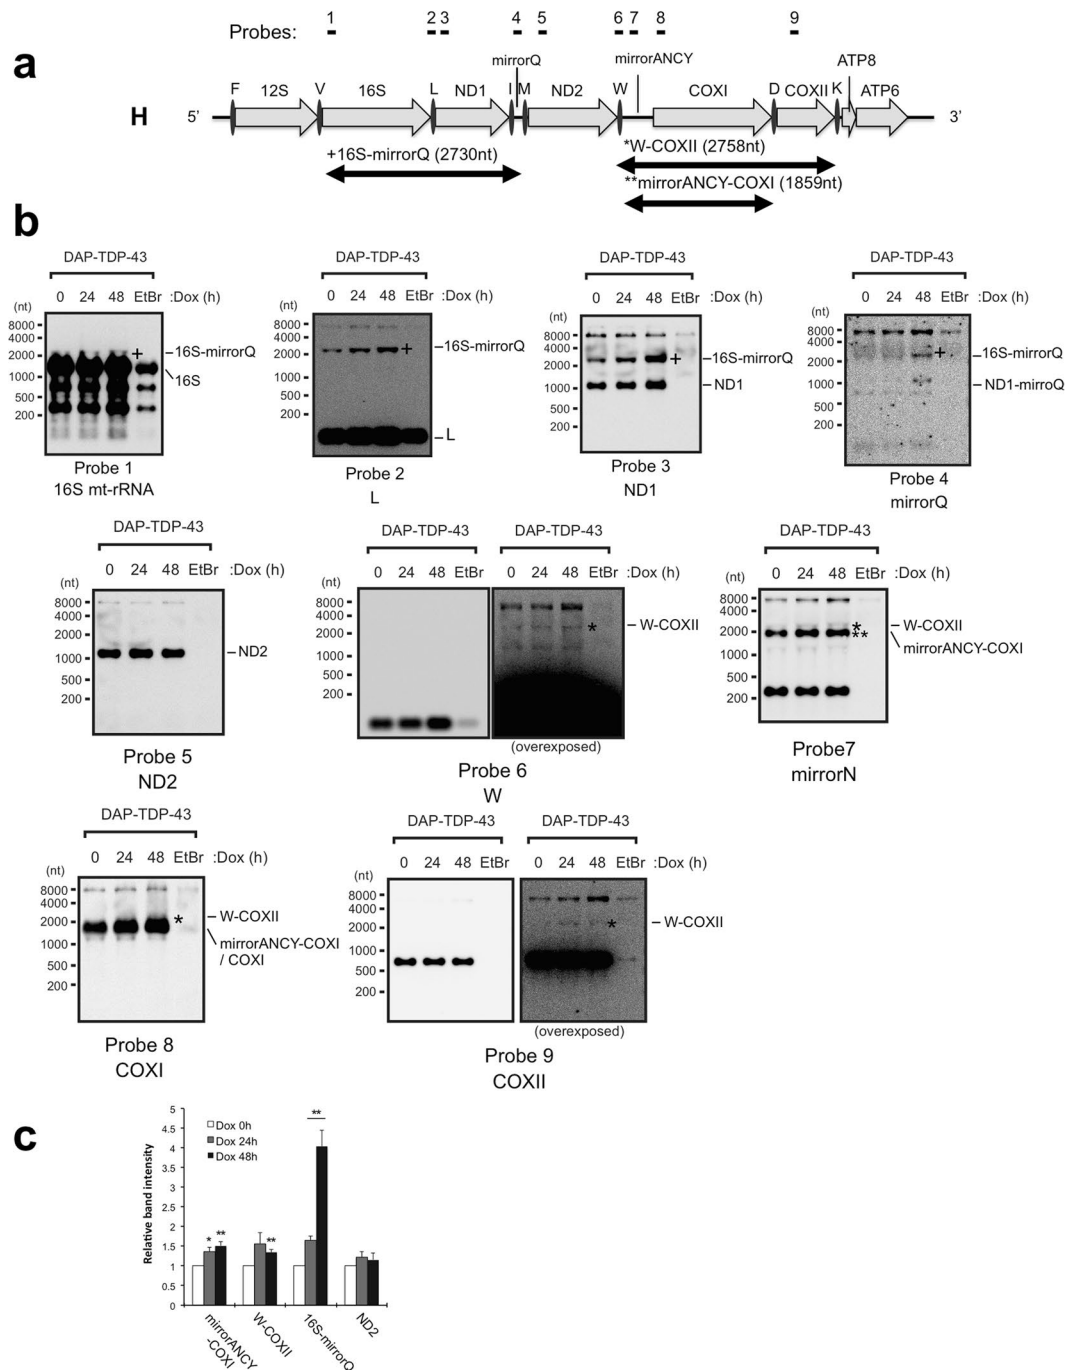 Probes: 1 2 3 4 5 6 7 8 9
a
mirrorQ mirrorANCY ATP8
F 12S V 16S L ND1 I M ND2 W COXI D COXII K ATP6
H 5’ 3’
+16S-mirrorQ (2730nt) *W-COXII (2758nt)
**mirrorANCY-COXI (1859nt)
b
DAP-TDP-43
0 24 48 EtBr :Dox (h)
(nt)
8000
4000
2000
1000
500
200
+
16S-mirrorQ
16S
Probe 1
16S mt-rRNA
DAP-TDP-43
0 24 48 EtBr :Dox (h)
(nt)
8000
4000
2000
1000
500
200
+
16S-mirrorQ
L
Probe 2
L
DAP-TDP-43
0 24 48 EtBr :Dox (h)
(nt)
8000
4000
2000
1000
500
200
+
16S-mirrorQ
ND1
Probe 3
ND1
DAP-TDP-43
0 24 48 EtBr :Dox (h)
(nt)
8000
4000
2000
1000
500
200
+
16S-mirrorQ
ND1-mirroQ
Probe 4
mirrorQ
DAP-TDP-43
0 24 48 EtBr :Dox (h)
(nt)
8000
4000
2000
1000
500
200
ND2
Probe 5
ND2
DAP-TDP-43 DAP-TDP-43
0 24 48 EtBr 0 24 48 EtBr :Dox (h)
(nt)
8000
4000
2000
1000
500
200
*
W-COXII
(overexposed)
Probe 6
W
DAP-TDP-43
0 24 48 EtBr :Dox (h)
(nt)
8000
4000
2000
1000
500
200
*
**
W-COXII
mirrorANCY-COXI
Probe7
mirrorN
DAP-TDP-43
0 24 48 EtBr :Dox (h)
(nt)
8000
4000
2000
1000
500
200
*
W-COXII
mirrorANCY-COXI
/ COXI
Probe 8
COXI
DAP-TDP-43 DAP-TDP-43
0 24 48 EtBr 0 24 48 EtBr :Dox (h)
(nt)
8000
4000
2000
1000
500
200
*
W-COXII
(overexposed)
Probe 9
COXII
c
Relative band intensity
5
4.5
4
3.5
3
2.5
2
1.5
1
0.5
0
Dox 0h
Dox 24h
Dox 48h
* ** ** **
mirrorANCY
-COXI
W-COXII
16S-mirrorQ
ND2